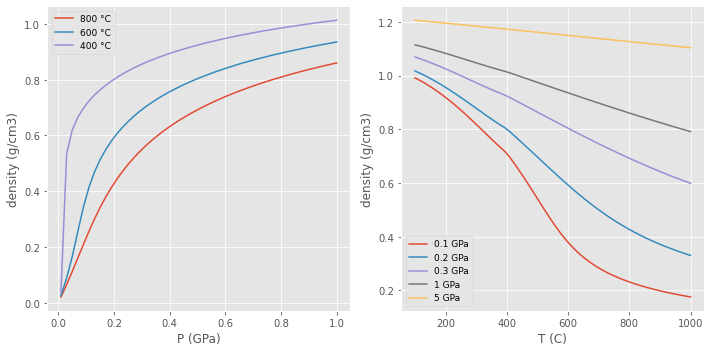 800 °C
600 °C
400 °C
1.0
0.8
0.6
0.4
0.2
0.0
density (g/cm3)
0.0 0.2 0.4 0.6 0.8 1.0
P (GPa)
1.2
1.0
0.8
0.6
0.4
0.2
density (g/cm3)
0.1 GPa
0.2 GPa
0.3 GPa
1 GPa
5 GPa
200 400 600 800 1000
T (C)